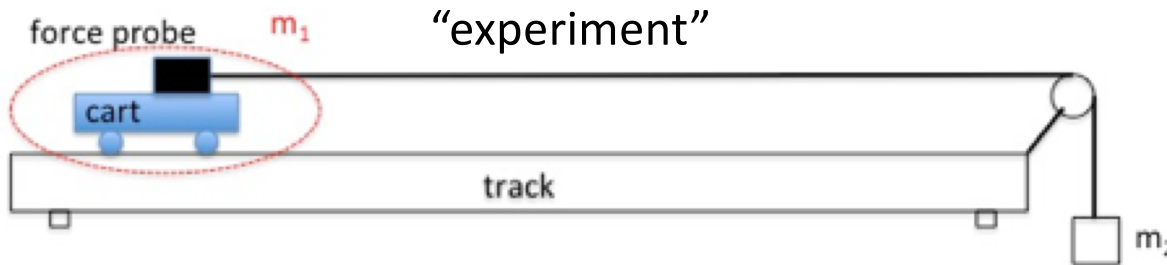 “experiment”
force probe
m₁
cart
track
m₂